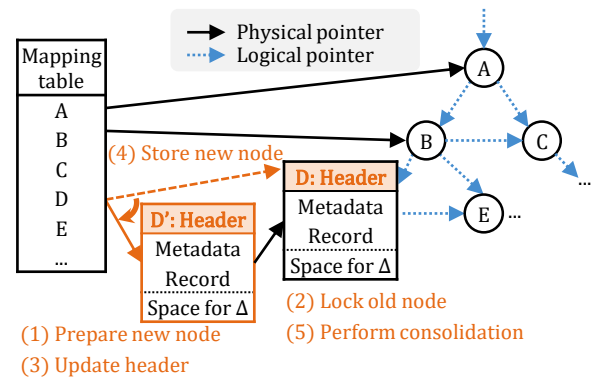 Physical pointer
Logical pointer
Mapping
table
A
B
C
D
E
...
A
B
C
...
E ...
(4) Store new node
D: Header
Metadata
Record
Space for Δ
D': Header
Metadata
Record
Space for Δ
(2) Lock old node
(5) Perform consolidation
(1) Prepare new node
(3) Update header